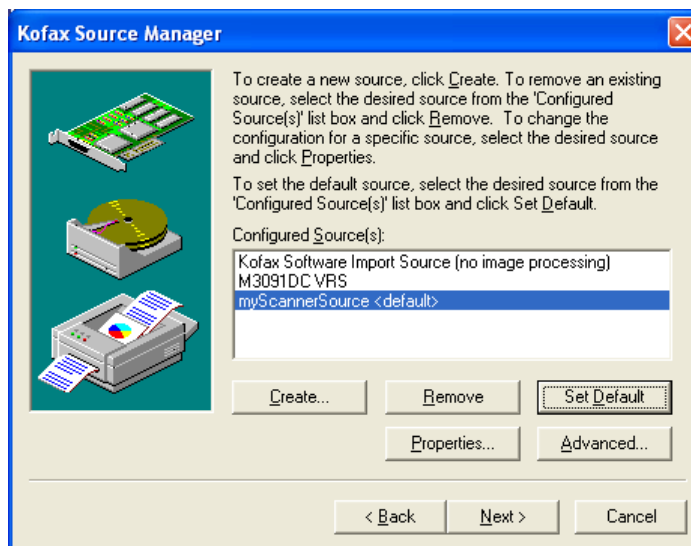 Kofax Source Manager
To create a new source, click Create. To remove an existing
source, select the desired source from the 'Configured
Source(s)' list box and click Remove. To change the
configuration for a specific source, select the desired source
and click Properties.
To set the default source, select the desired source from the
'Configured Source(s)' list box and click Set Default.
Configured Source(s):
Kofax Software Import Source (no image processing)
M3091DC VRS
myScannerSource <default>
Create... Remove Set Default
Properties... Advanced...
< Back Next > Cancel